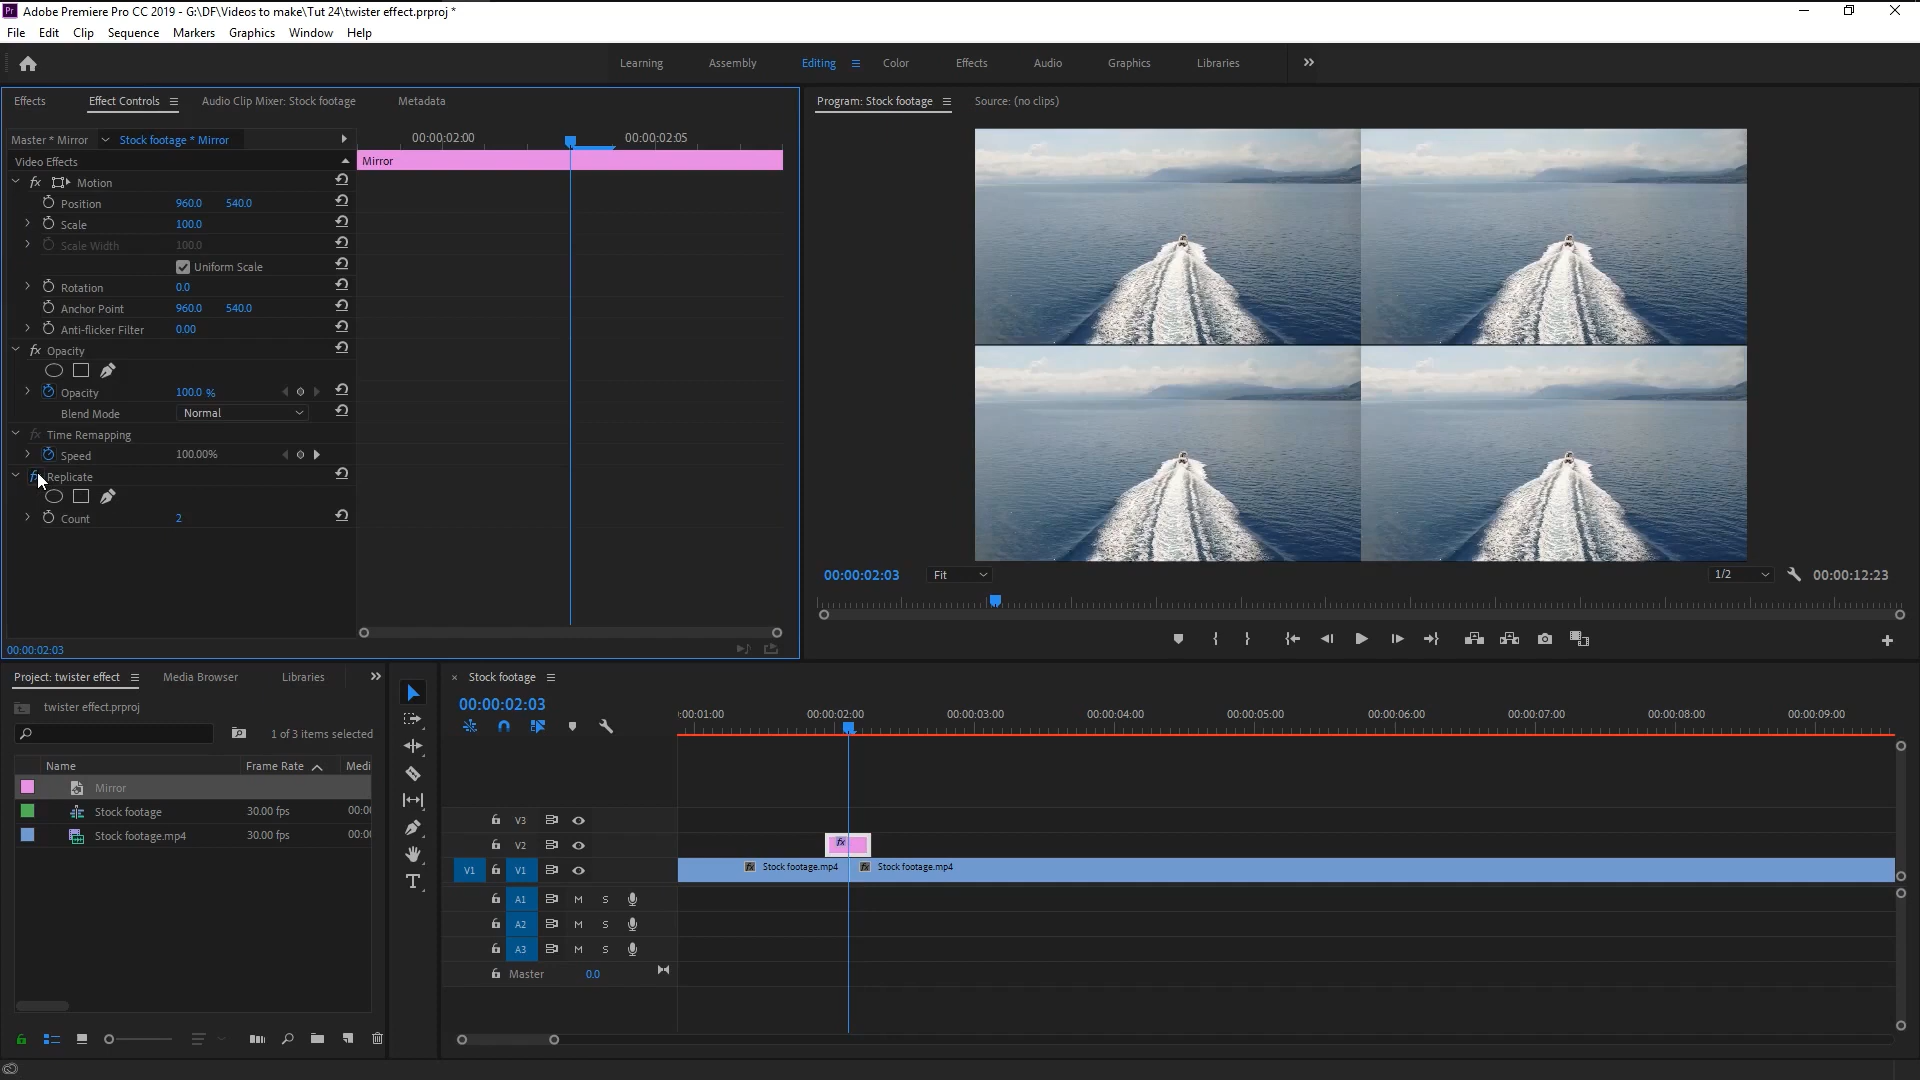 Adobe Premiere Pro CC 2019 - G:\DF\Videos to make\Tut 24\twister effect.prproj *
File Edit Clip Sequence Markers Graphics Window Help
Learning Assembly Editing Color Effects Audio Graphics Libraries
Effects Effect Controls Audio Clip Mixer: Stock footage Metadata
Program: Stock footage Source: (no clips)
Master * Mirror Stock footage * Mirror
00:00:02:00 00:00:02:05
Video Effects
Mirror
fx Motion
Position 960.0 540.0
Scale 100.0
Scale Width 100.0
Uniform Scale
Rotation 0.0
Anchor Point 960.0 540.0
Anti-flicker Filter 0.00
fx Opacity
Opacity 100.0 %
Blend Mode Normal
fx Time Remapping
Speed 100.00%
fx Replicate
Count 2
00:00:02:03
00:00:02:03 Fit 1/2 00:00:12:23
Project: twister effect Media Browser Libraries
twister effect.prproj
1 of 3 items selected
Name Frame Rate Medi
Mirror
Stock footage 30.00 fps 00:0
Stock footage.mp4 30.00 fps 00:0
Stock footage
00:00:02:03
:00:01:00 00:00:02:00 00:00:03:00 00:00:04:00 00:00:05:00 00:00:06:00 00:00:07:00 00:00:08:00 00:00:09:00
V3
V2 fx
V1 V1 fx Stock footage.mp4 fx Stock footage.mp4
A1 M S
A2 M S
A3 M S
Master 0.0